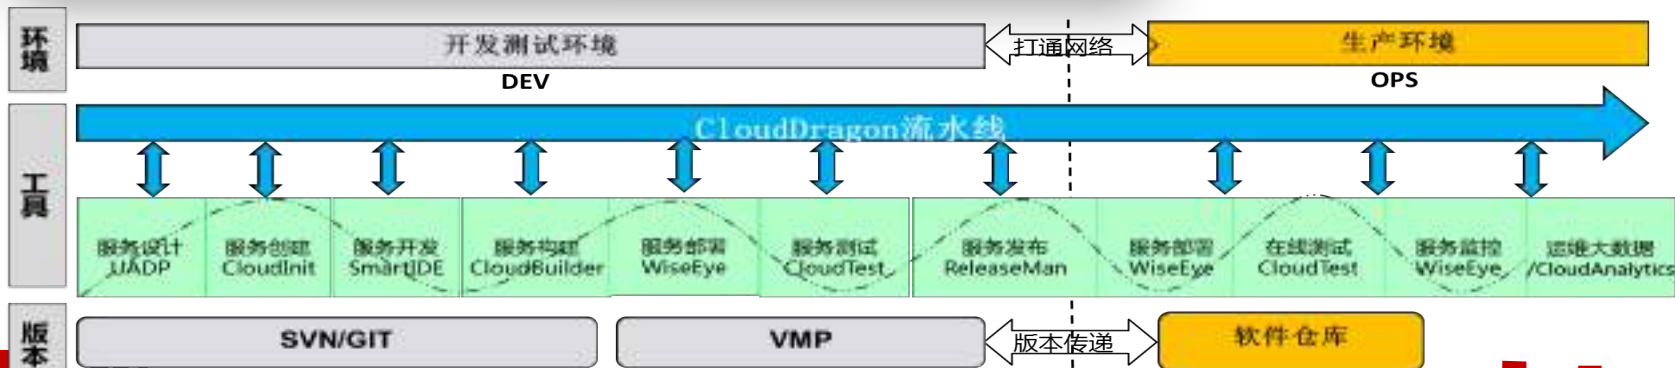 环境
开发测试环境
打通网络
生产环境
DEV
OPS
工具
CloudDragon流水线
服务设计
UADP
服务创建
CloudInit
服务开发
SmartIDE
服务构建
CloudBuilder
服务部署
WiseEye
服务测试
CloudTest
服务发布
ReleaseMan
服务部署
WiseEye
在线测试
CloudTest
服务监控
WiseEye
运维大数据
/CloudAnalytics
版本
SVN/GIT
VMP
版本传递
软件仓库